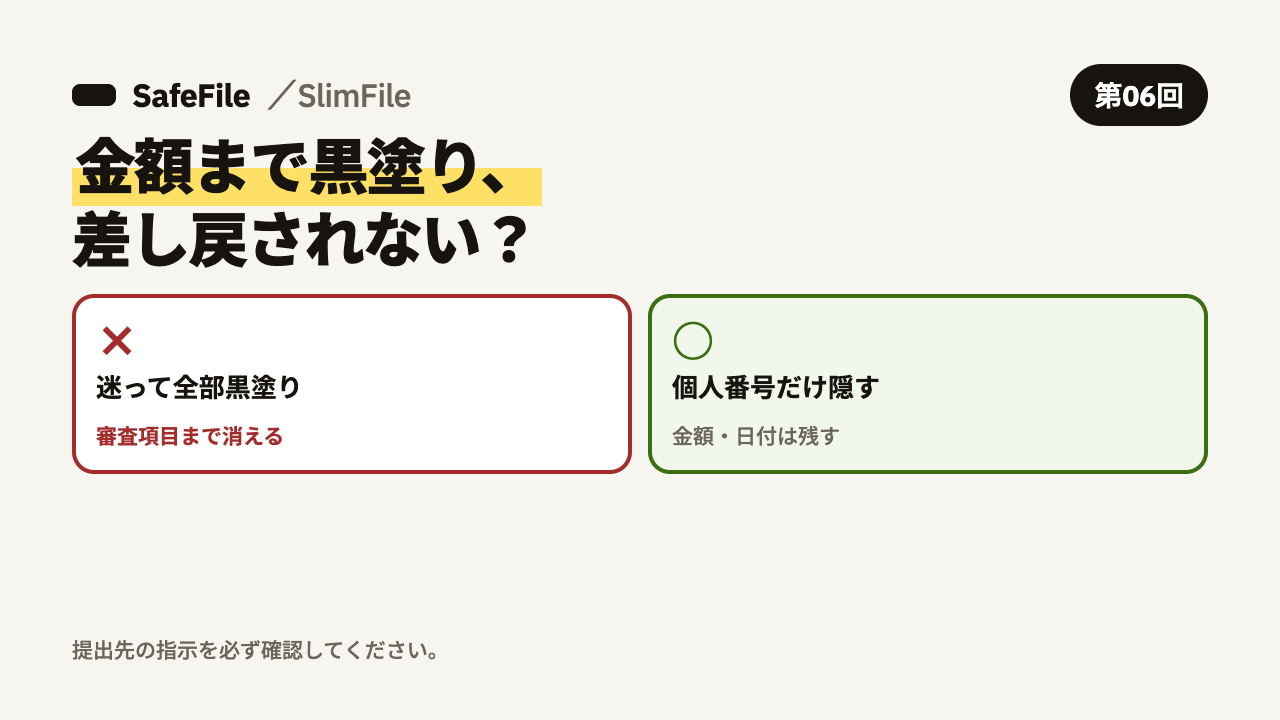 SafeFile ／SlimFile
第06回
金額まで黒塗り、
差し戻されない？
✕
迷って全部黒塗り
審査項目まで消える
○
個人番号だけ隠す
金額・日付は残す
提出先の指示を必ず確認してください。